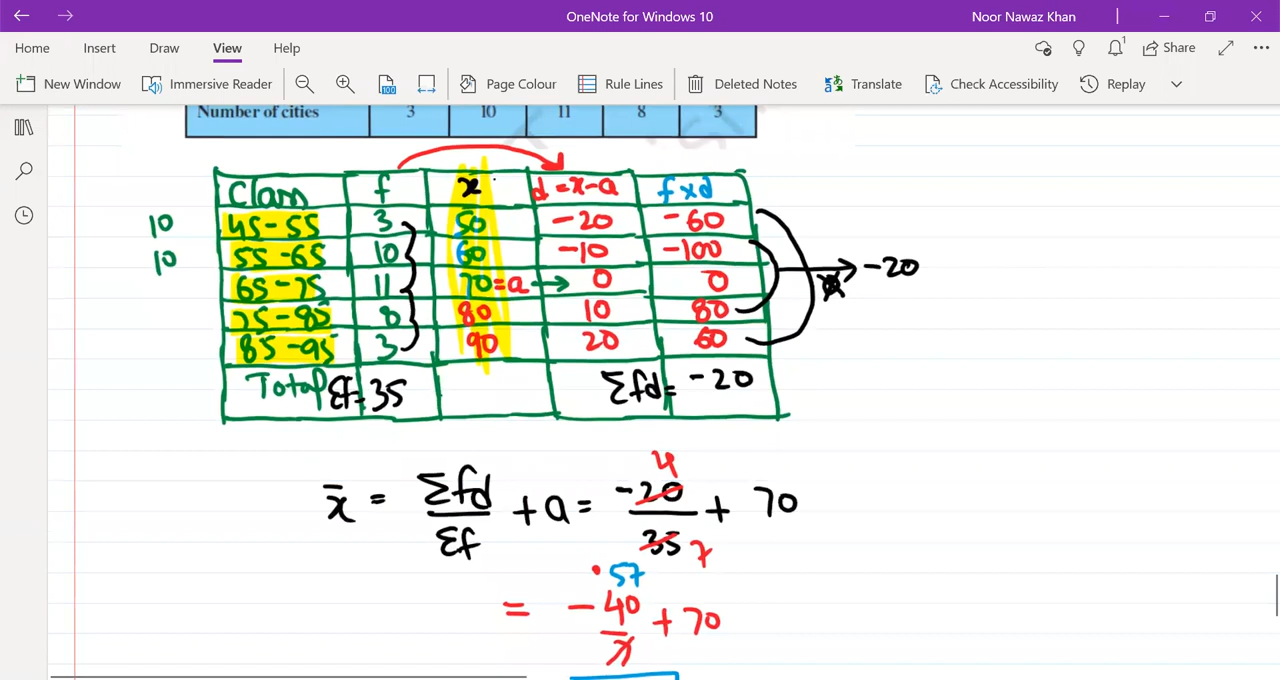 OneNote for Windows 10
Noor Nawaz Khan
Home Insert Draw View Help
1
Share
New Window Immersive Reader Page Colour Rule Lines Deleted Notes Translate Check Accessibility Replay
Number of cities 3 10 11 8 3
Class f x d = x-a f x d
10 45-55 3 50 -20 -60
10 55-65 10 60 -10 -100
65-75 11 70 = a → 0 0
75-85 8 80 10 80
85-95 3 90 20 60
→ -20
Total Σf = 35 Σfd = -20
x̄ = Σfd/Σf + a = -20/35 + 70
4
7
.57
= -40/7 + 70